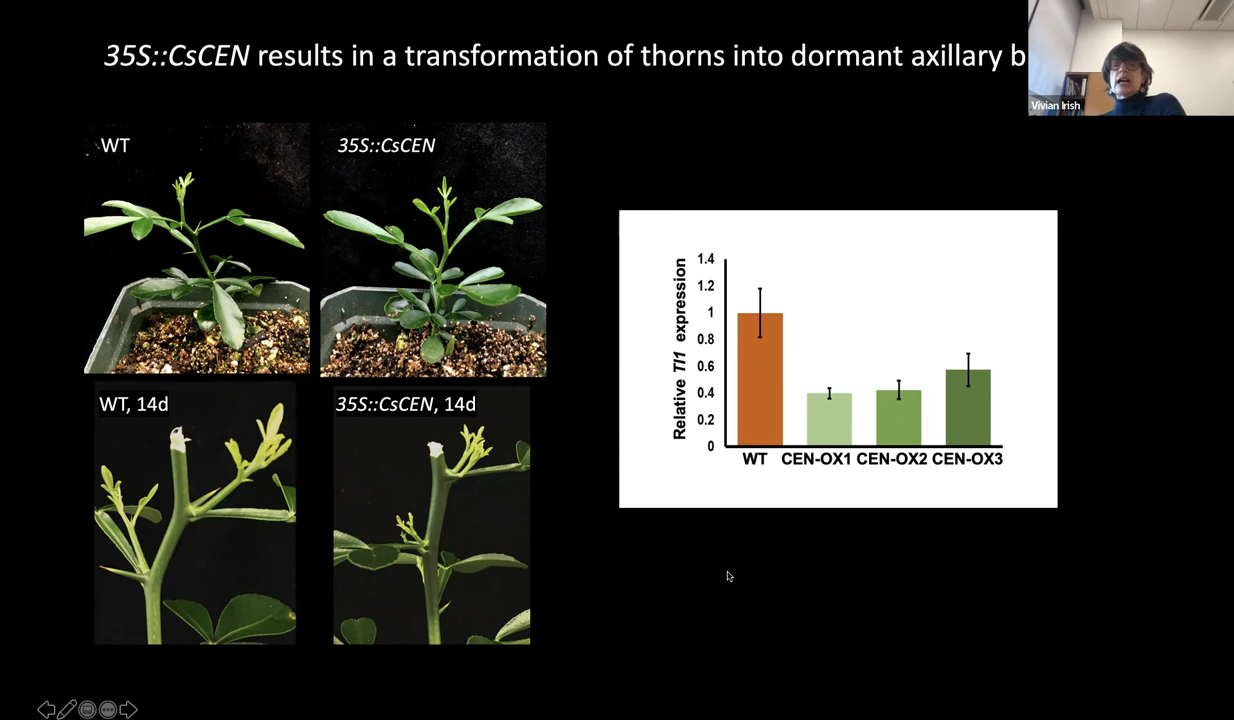 35S::CsCEN results in a transformation of thorns into dormant axillary b
Vivian Irish
WT
35S::CsCEN
WT, 14d
35S::CsCEN, 14d
Relative TI1 expression
1.4
1.2
1
0.8
0.6
0.4
0.2
0
WT CEN-OX1 CEN-OX2 CEN-OX3